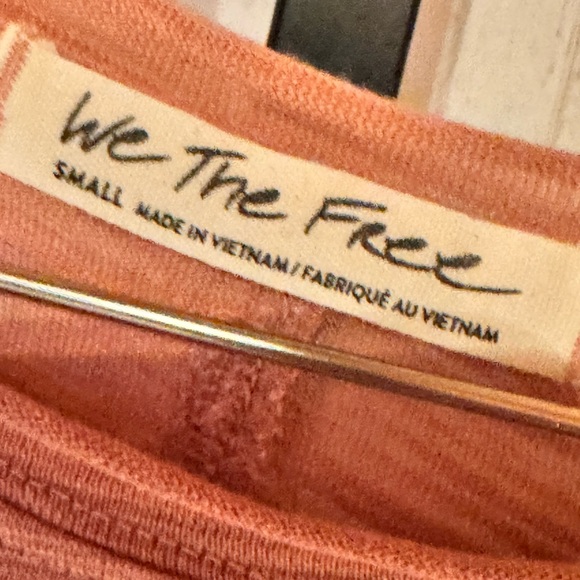 We The Free
SMALL MADE IN VIETNAM / FABRIQUÉ AU VIETNAM